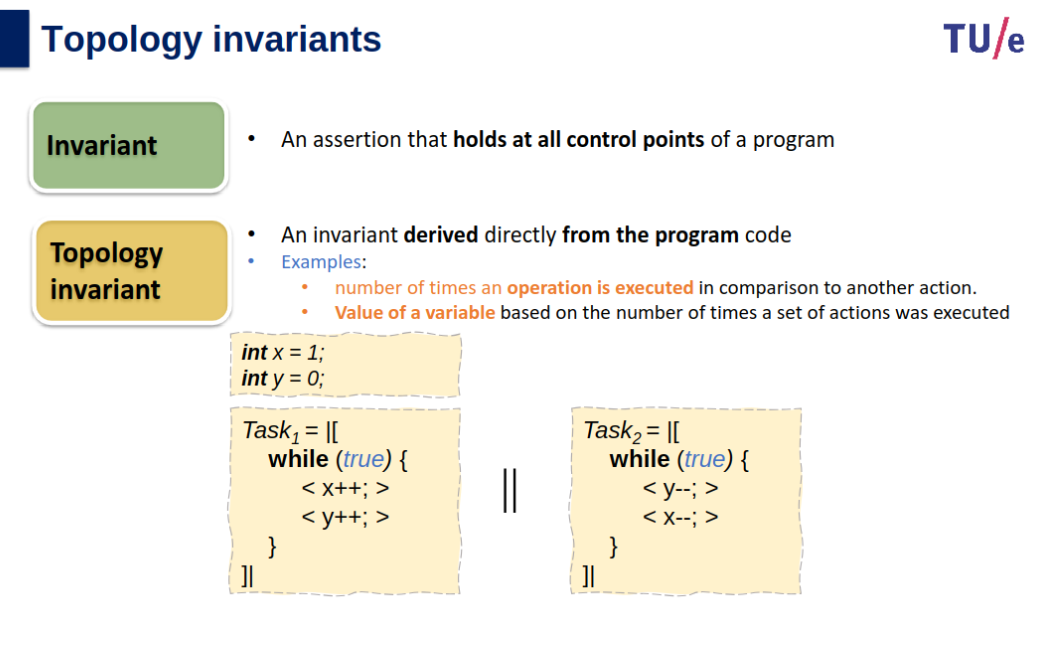 Topology invariants
TU/e
Invariant
• An assertion that holds at all control points of a program
Topology
invariant
• An invariant derived directly from the program code
• Examples:
• number of times an operation is executed in comparison to another action.
• Value of a variable based on the number of times a set of actions was executed
int x = 1;
int y = 0;
Task1 = |[
while (true) {
< x++; >
< y++; >
}
]|
||
Task2 = |[
while (true) {
< y--; >
< x--; >
}
]|